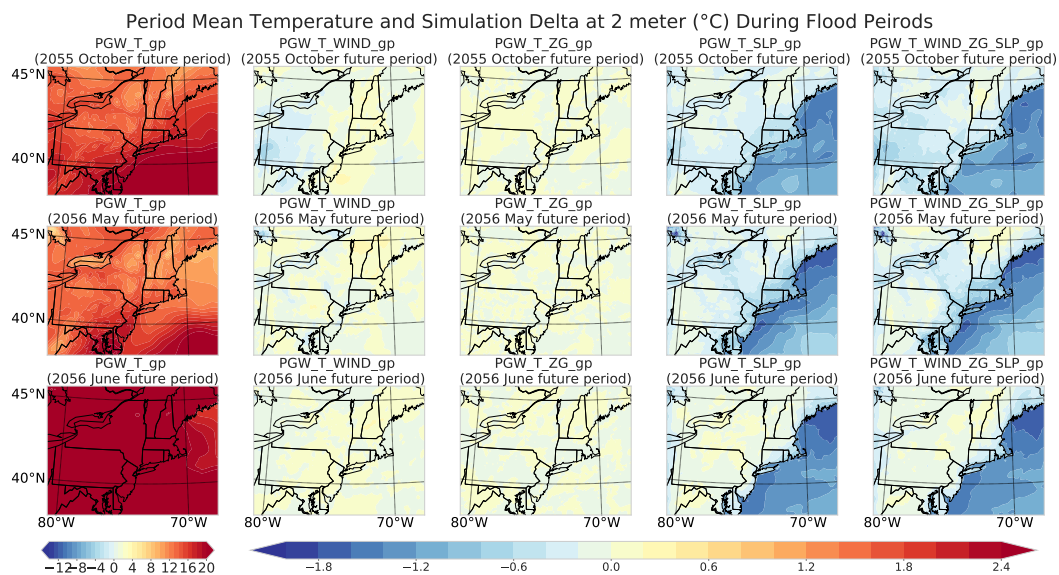 Period Mean Temperature and Simulation Delta at 2 meter (°C) During Flood Peirods
PGW_T_gp
(2055 October future period)
PGW_T_WIND_gp
(2055 October future period)
PGW_T_ZG_gp
(2055 October future period)
PGW_T_SLP_gp
(2055 October future period)
PGW_T_WIND_ZG_SLP_gp
(2055 October future period)
45°N
40°N
PGW_T_gp
(2056 May future period)
PGW_T_WIND_gp
(2056 May future period)
PGW_T_ZG_gp
(2056 May future period)
PGW_T_SLP_gp
(2056 May future period)
PGW_T_WIND_ZG_SLP_gp
(2056 May future period)
45°N
40°N
PGW_T_gp
(2056 June future period)
PGW_T_WIND_gp
(2056 June future period)
PGW_T_ZG_gp
(2056 June future period)
PGW_T_SLP_gp
(2056 June future period)
PGW_T_WIND_ZG_SLP_gp
(2056 June future period)
45°N
40°N
80°W 70°W 80°W 70°W 80°W 70°W 80°W 70°W 80°W 70°W
−12 −8 −4 0 4 8 12 16 20
−1.8 −1.2 −0.6 0.0 0.6 1.2 1.8 2.4